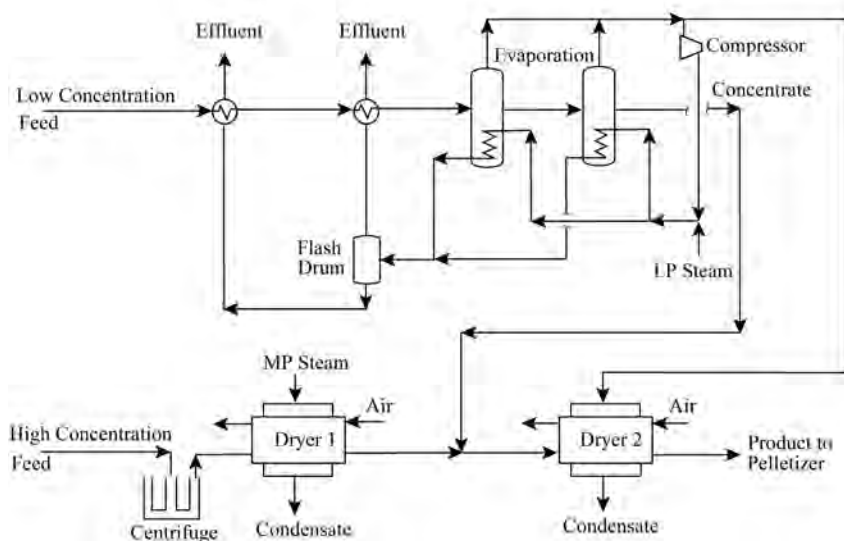 Effluent
Effluent
Evaporation
Compressor
Low Concentration
Feed
Concentrate
Flash
Drum
LP Steam
MP Steam
Air
Air
High Concentration
Feed
Dryer 1
Dryer 2
Product to
Pelletizer
Centrifuge
Condensate
Condensate